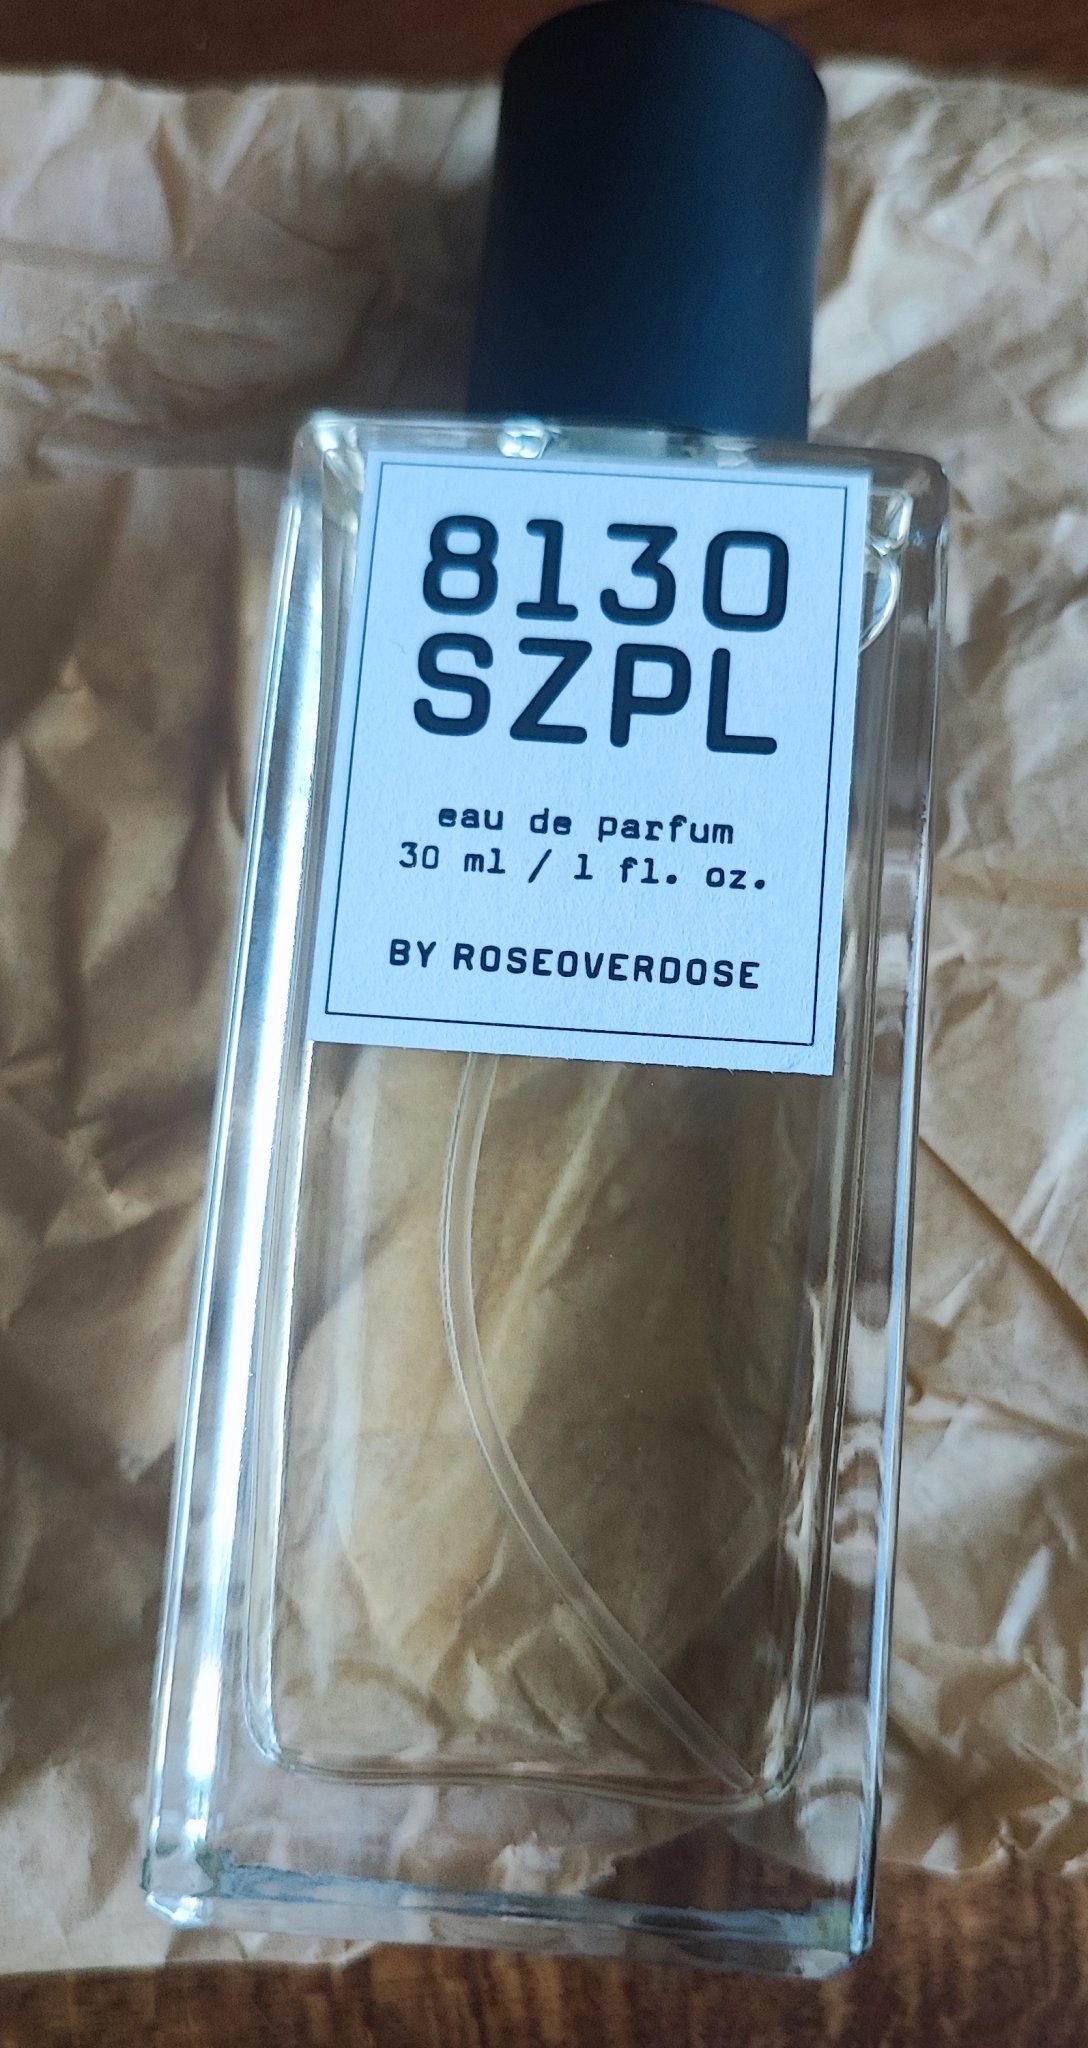 8130
SZPL
eau de parfum
30 ml / 1 fl. oz.
BY ROSEOVERDOSE